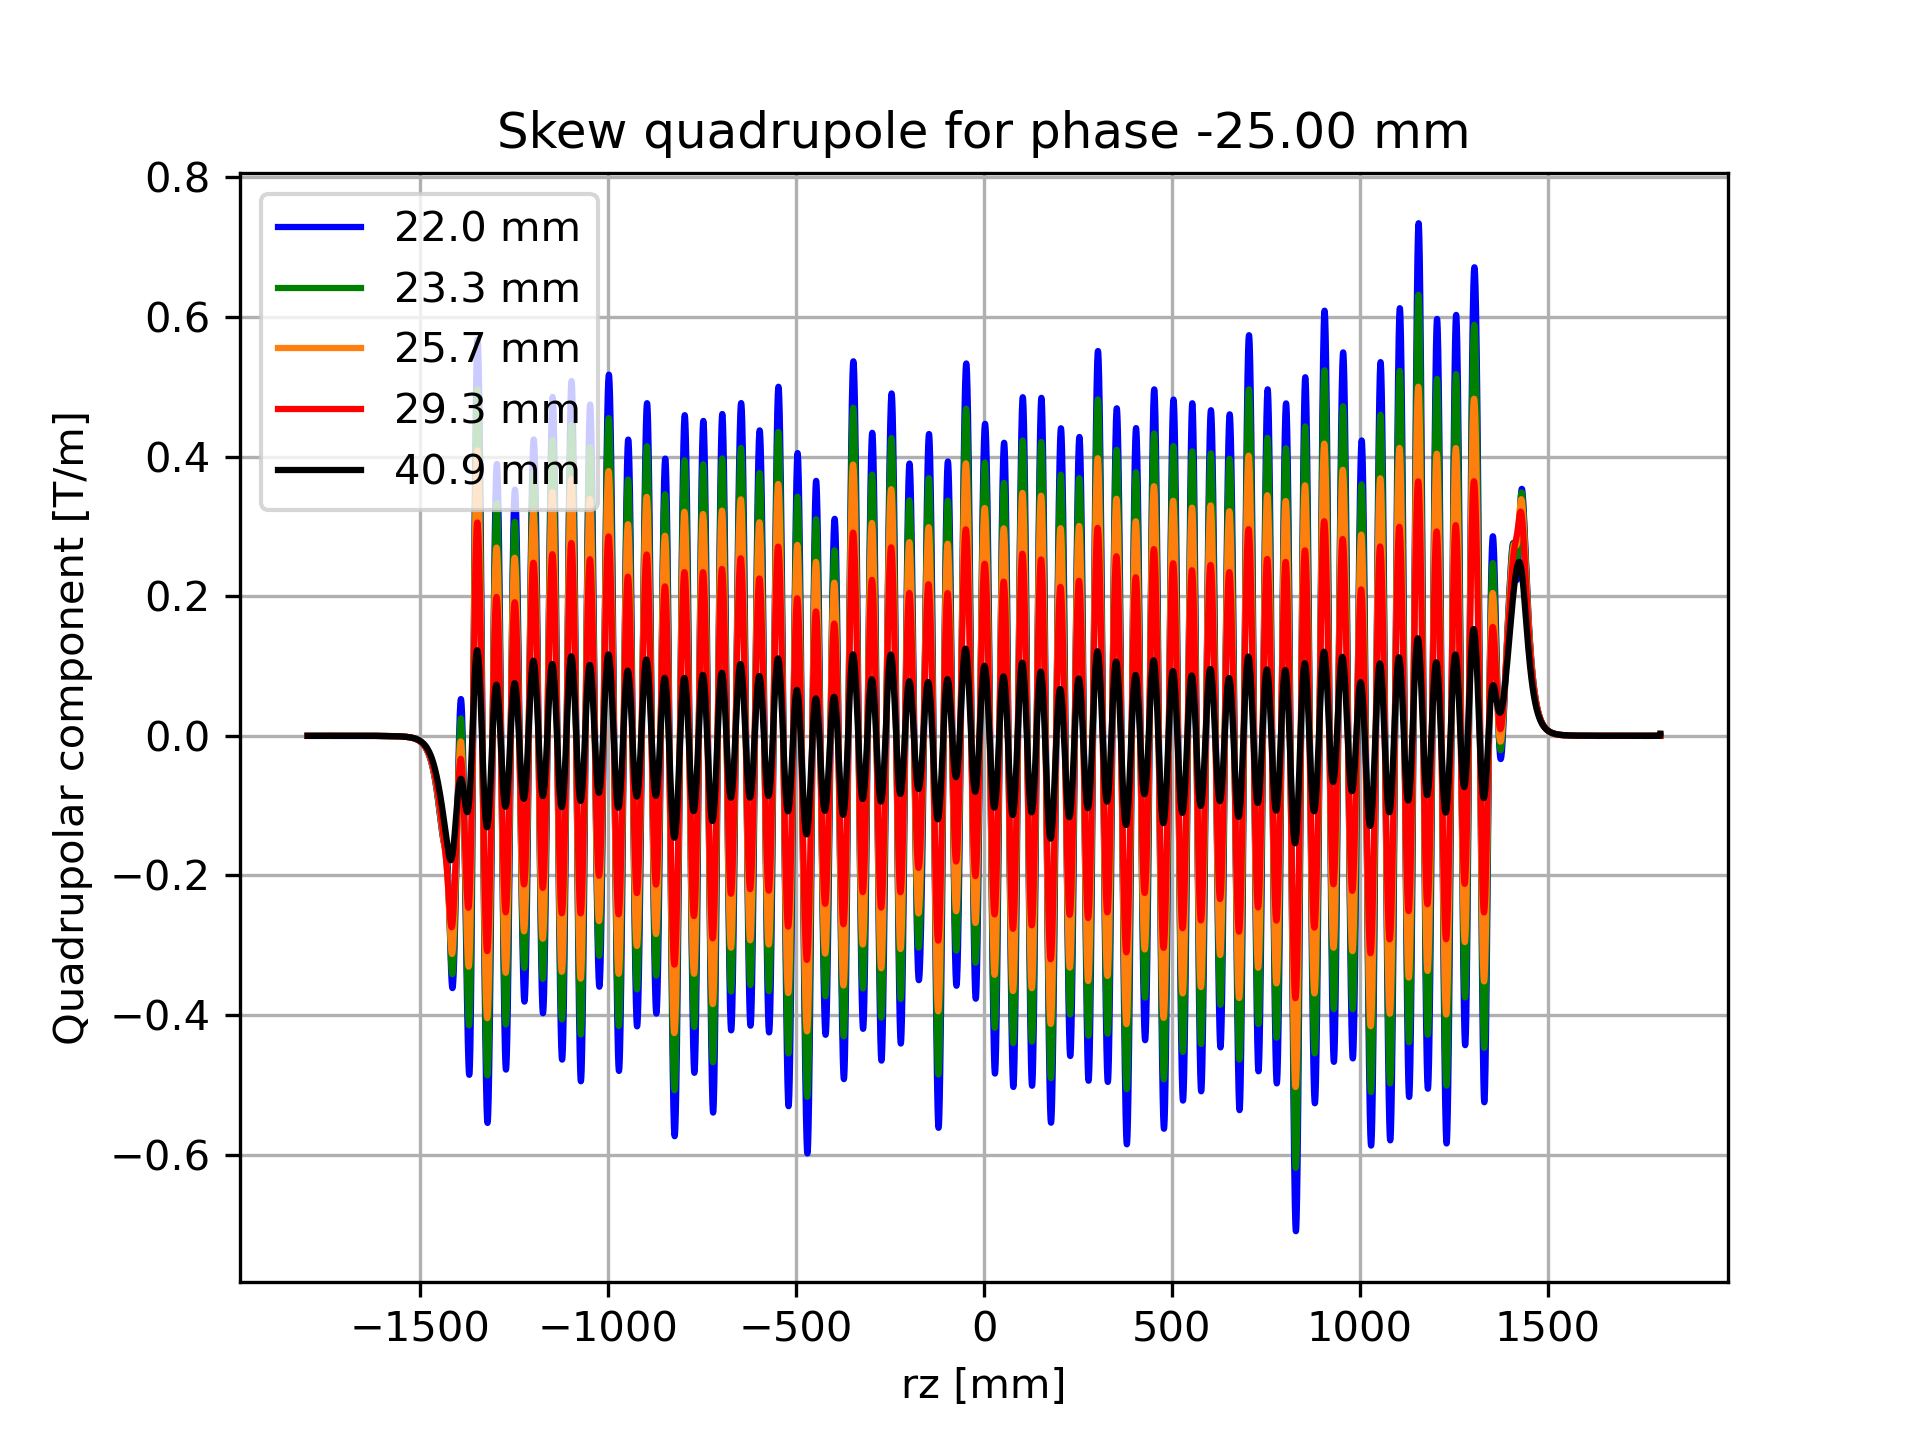 Skew quadrupole for phase -25.00 mm
Quadrupolar component [T/m]
0.8
0.6
0.4
0.2
0.0
−0.2
−0.4
−0.6
22.0 mm
23.3 mm
25.7 mm
29.3 mm
40.9 mm
−1500
−1000
−500
0
500
1000
1500
rz [mm]